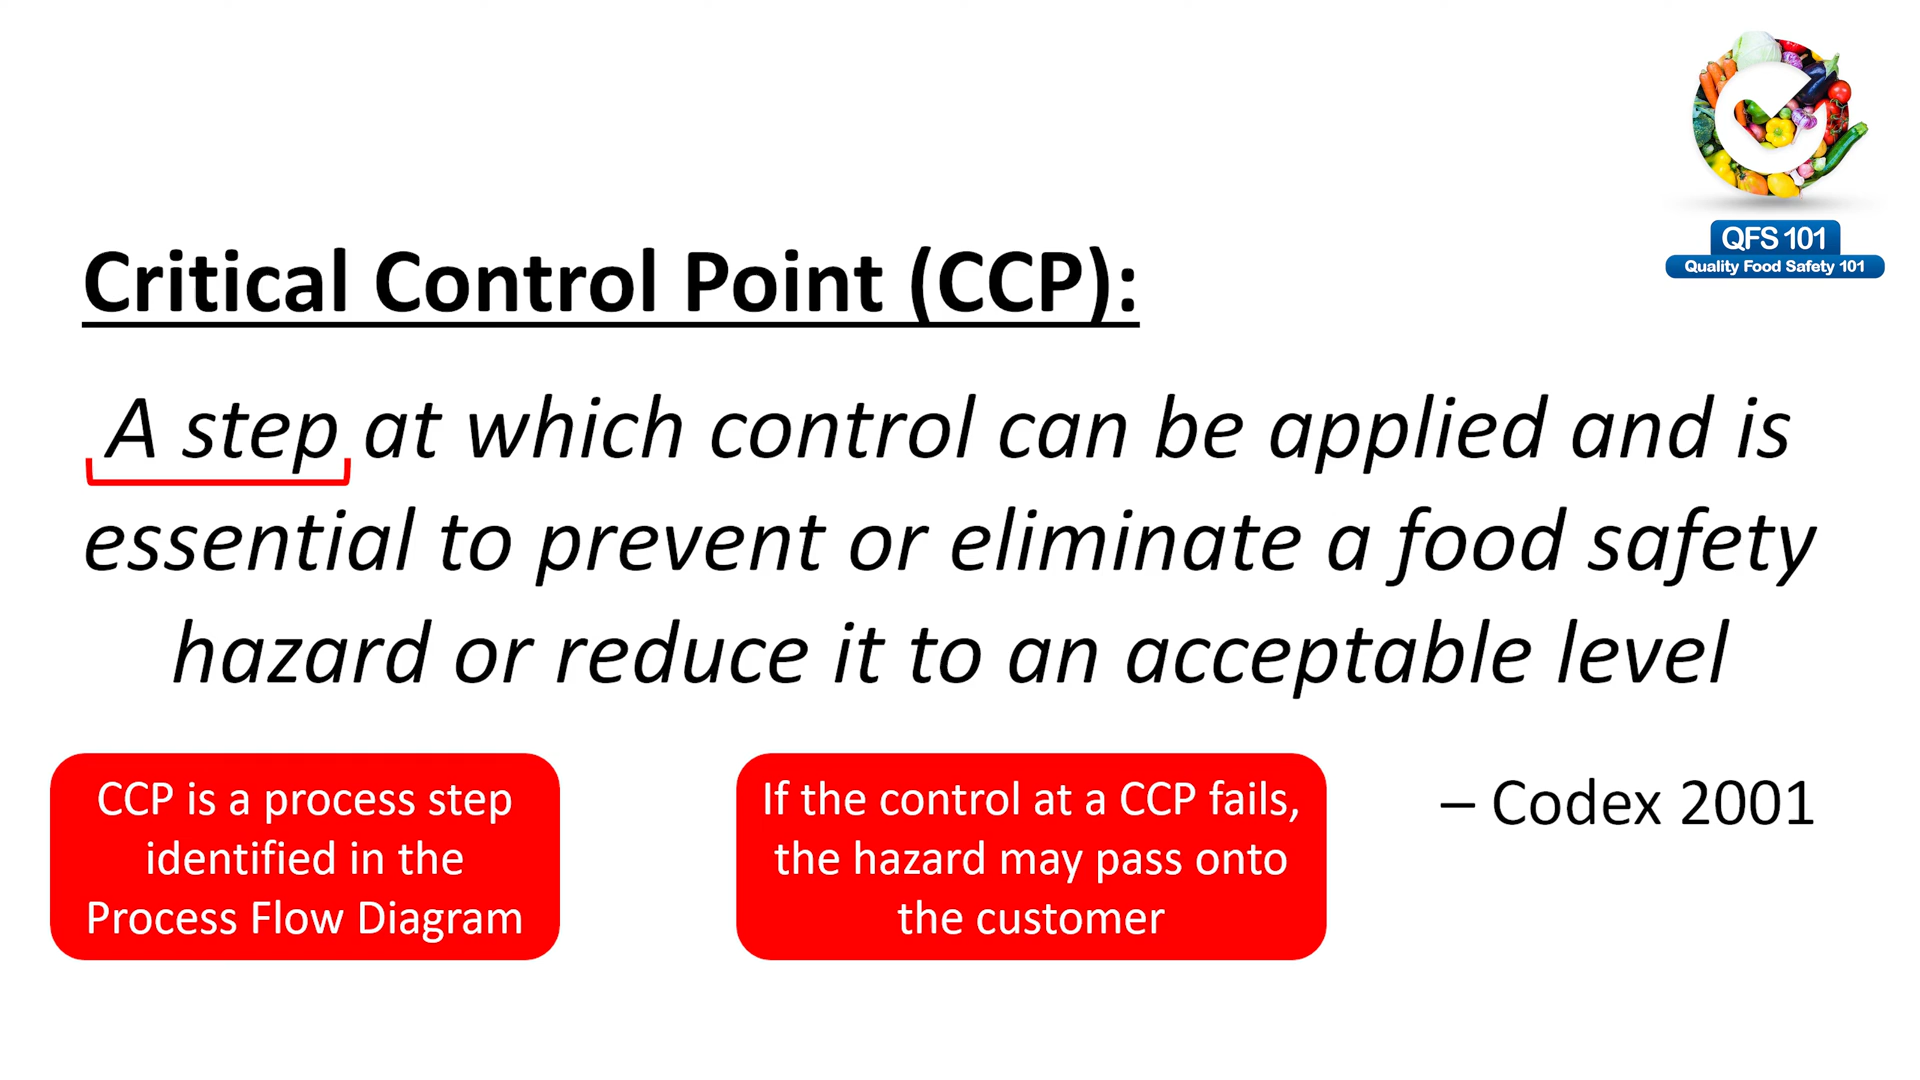 QFS 101
Quality Food Safety 101
Critical Control Point (CCP):
A step at which control can be applied and is
essential to prevent or eliminate a food safety
hazard or reduce it to an acceptable level
CCP is a process step
identified in the
Process Flow Diagram
If the control at a CCP fails,
the hazard may pass onto
the customer
– Codex 2001